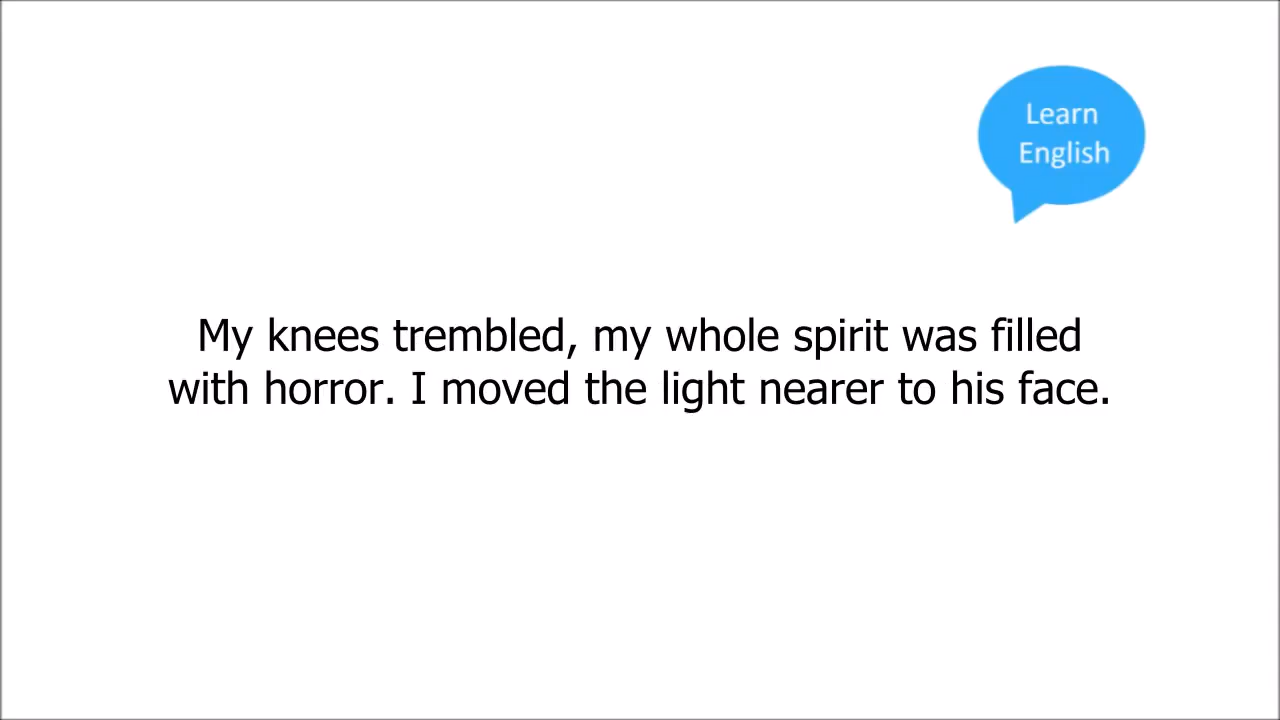 Learn
English
My knees trembled, my whole spirit was filled
with horror. I moved the light nearer to his face.